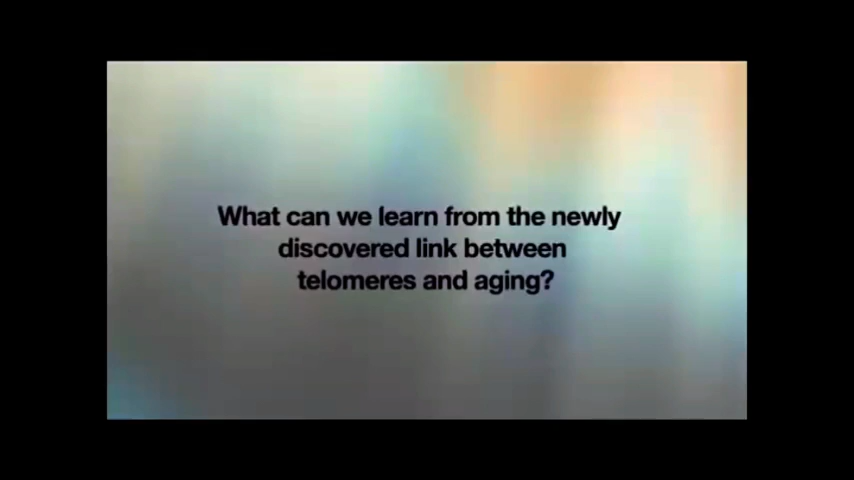 What can we learn from the newly
discovered link between
telomeres and aging?